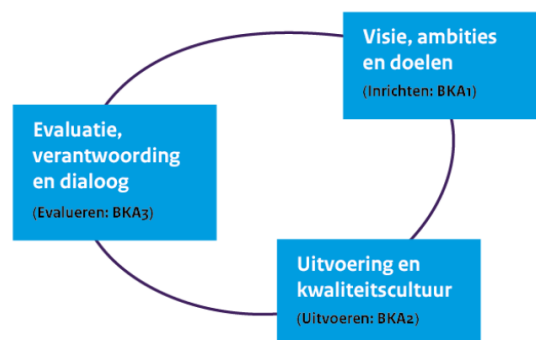 Visie, ambities
en doelen
(Inrichten: BKA1)
Evaluatie,
verantwoording
en dialoog
(Evalueren: BKA3)
Uitvoering en
kwaliteitscultuur
(Uitvoeren: BKA2)